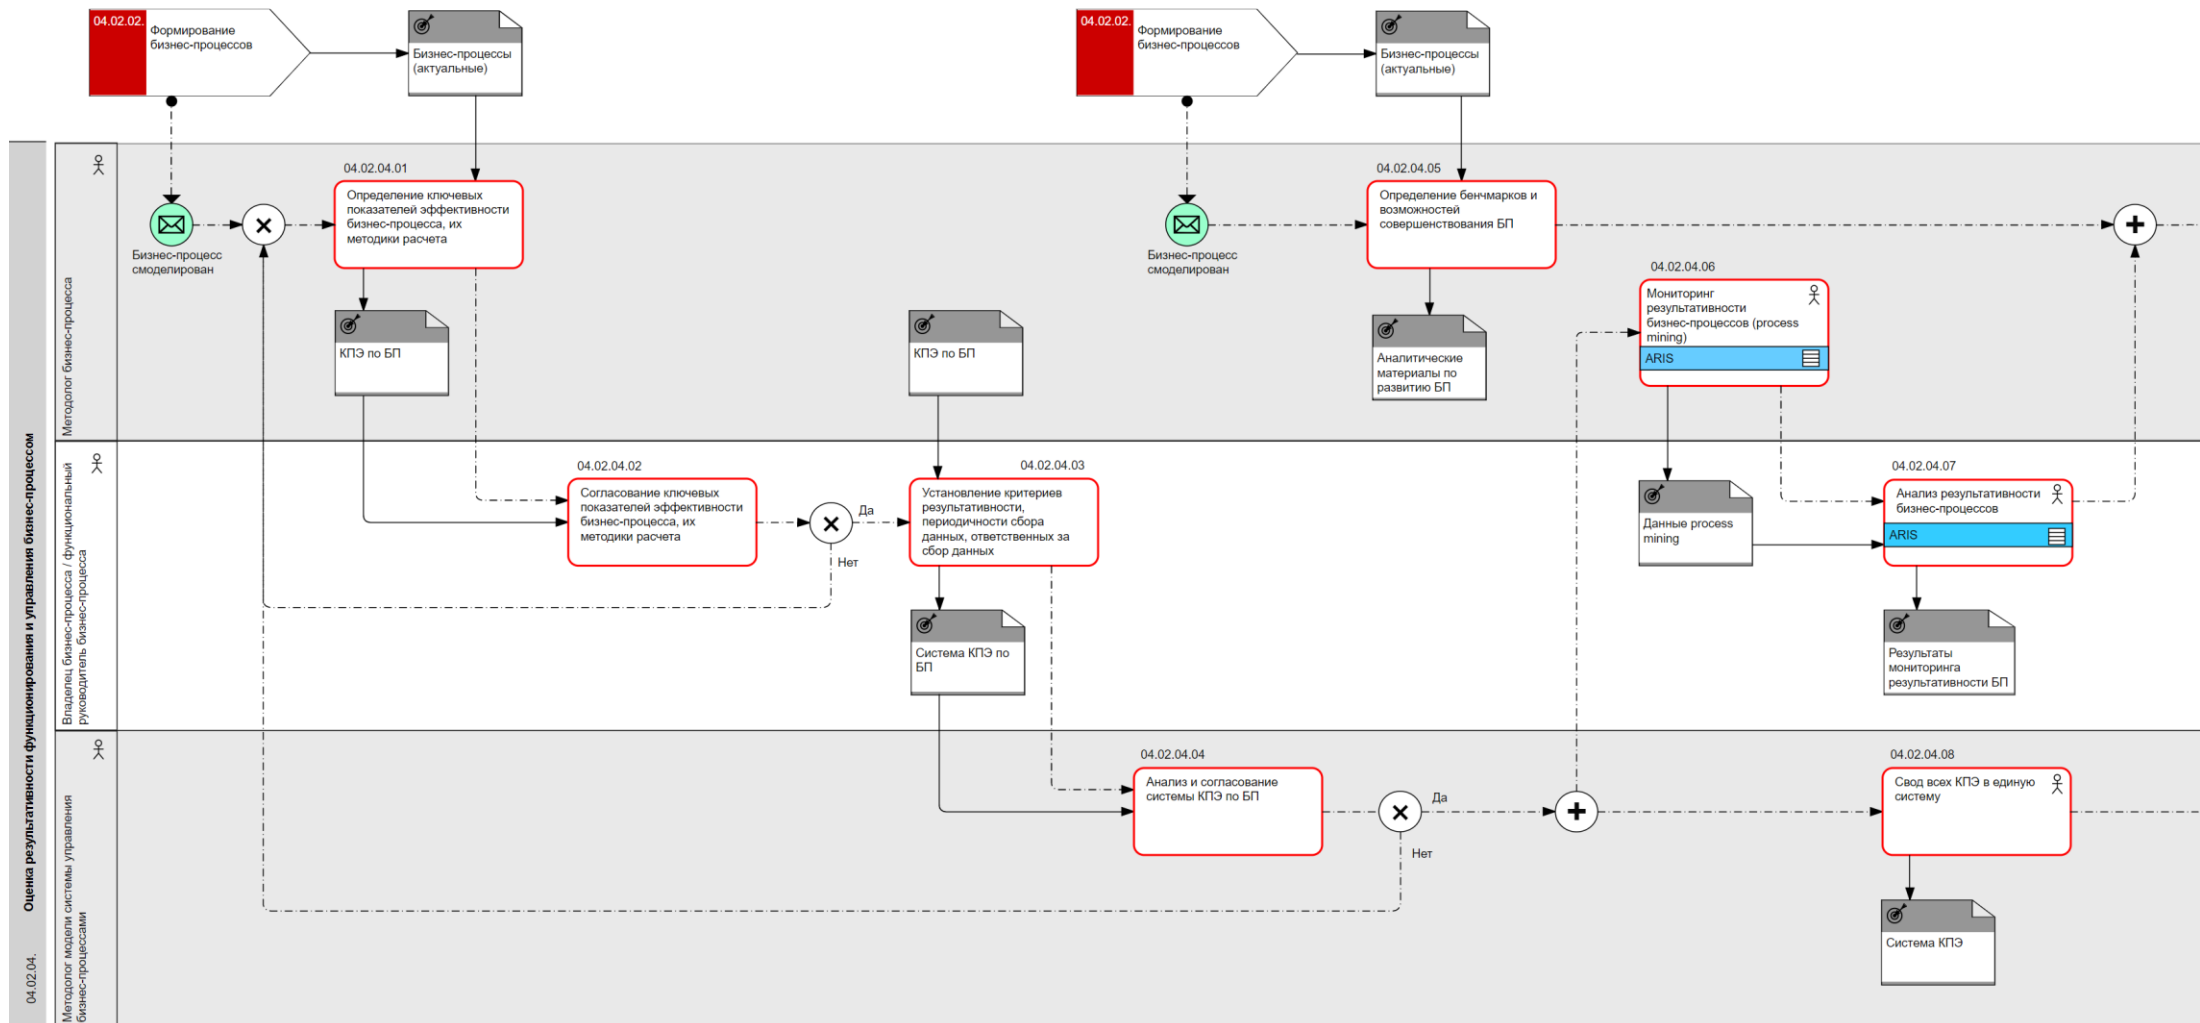 04.02.02.
Формирование
бизнес-процессов
Бизнес-процессы
(актуальные)
04.02.02.
Формирование
бизнес-процессов
Бизнес-процессы
(актуальные)
04.02.04.
Оценка результативности функционирования и управления бизнес-процессом
Методолог бизнес-процесса
04.02.04.01
Определение ключевых
показателей эффективности
бизнес-процесса, их
методики расчета
Бизнес-процесс
смоделирован
КПЭ по БП
КПЭ по БП
04.02.04.05
Определение бенчмарков и
возможностей
совершенствования БП
Бизнес-процесс
смоделирован
Аналитические
материалы по
развитию БП
04.02.04.06
Мониторинг
результативности
бизнес-процессов (process
mining)
ARIS
Владелец бизнес-процесса / функциональный
руководитель бизнес-процесса
04.02.04.02
Согласование ключевых
показателей эффективности
бизнес-процесса, их
методики расчета
Да
Нет
04.02.04.03
Установление критериев
результативности,
периодичности сбора
данных, ответственных за
сбор данных
Система КПЭ по
БП
Данные process
mining
04.02.04.07
Анализ результативности
бизнес-процессов
ARIS
Результаты
мониторинга
результативности БП
Методолог модели системы управления
бизнес-процессами
04.02.04.04
Анализ и согласование
системы КПЭ по БП
Да
Нет
04.02.04.08
Свод всех КПЭ в единую
систему
Система КПЭ